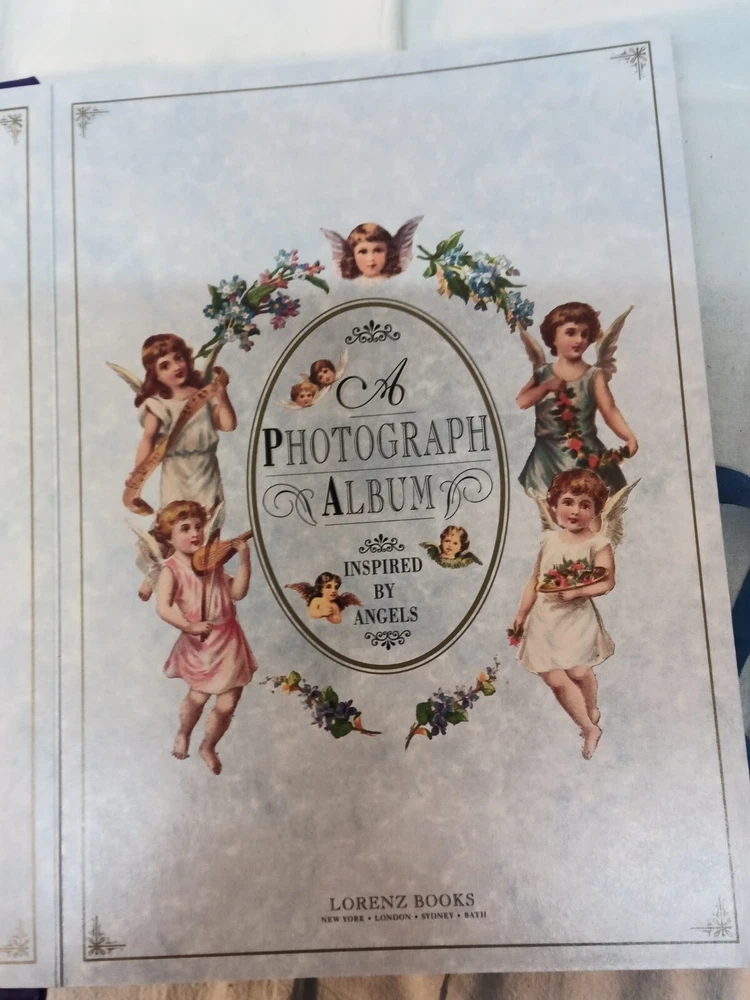 A
PHOTOGRAPH
ALBUM
INSPIRED
BY
ANGELS
LORENZ BOOKS
NEW YORK • LONDON • SYDNEY • BATH